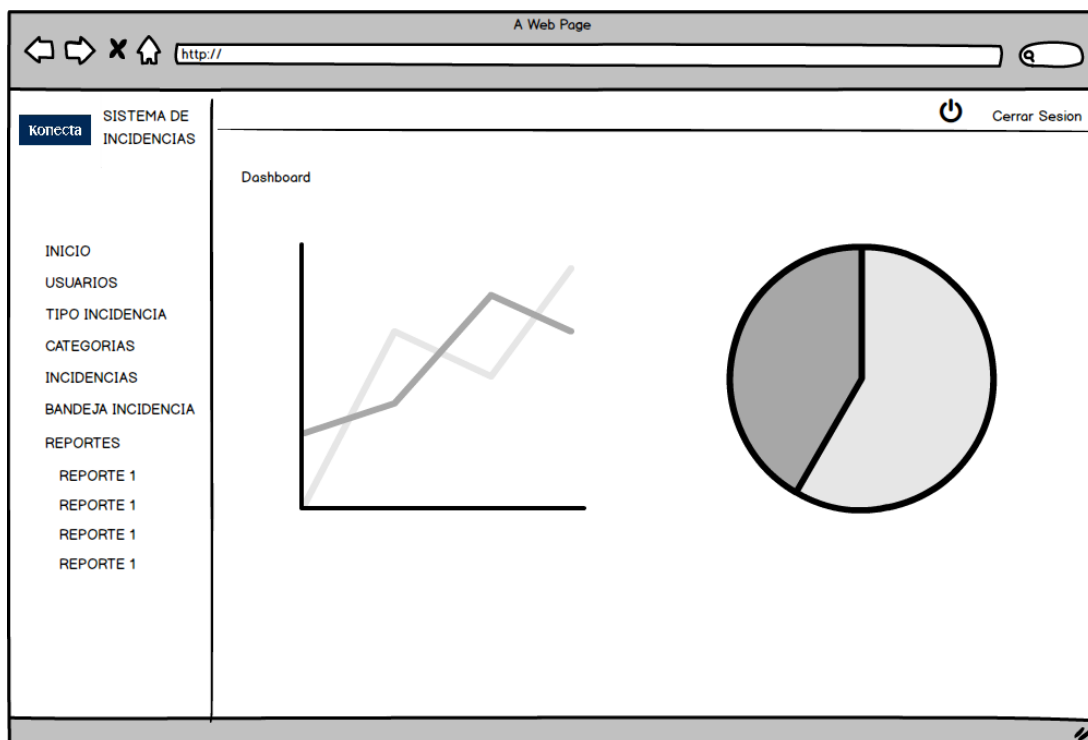 A Web Page
http://
Konecta
SISTEMA DE
INCIDENCIAS
Cerrar Sesion
Dashboard
INICIO
USUARIOS
TIPO INCIDENCIA
CATEGORIAS
INCIDENCIAS
BANDEJA INCIDENCIA
REPORTES
REPORTE 1
REPORTE 1
REPORTE 1
REPORTE 1